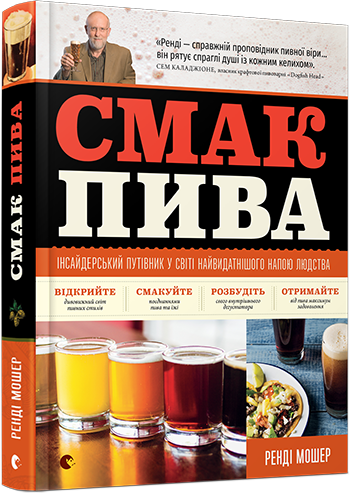 «Ренді – справжній проповідник пивної віри...
він рятує спраглі душі із кожним келихом».
СЕМ КАЛАДЖІОНЕ, власник крафтової пивоварні «Dogfish Head»
СМАК
ПИВА
ІНСАЙДЕРСЬКИЙ ПУТІВНИК У СВІТІ НАЙВИДАТНІШОГО НАПОЮ ЛЮДСТВА
ВІДКРИЙТЕ
дивовижний світ
пивних стилів
СМАКУЙТЕ
поєднаннями
пива та їжі
РОЗБУДІТЬ
свого внутрішнього
дегустатора
ОТРИМАЙТЕ
від пива максимум
задоволення
РЕНДІ МОШЕР
СМАК ПИВА
РЕНДІ МОШЕР